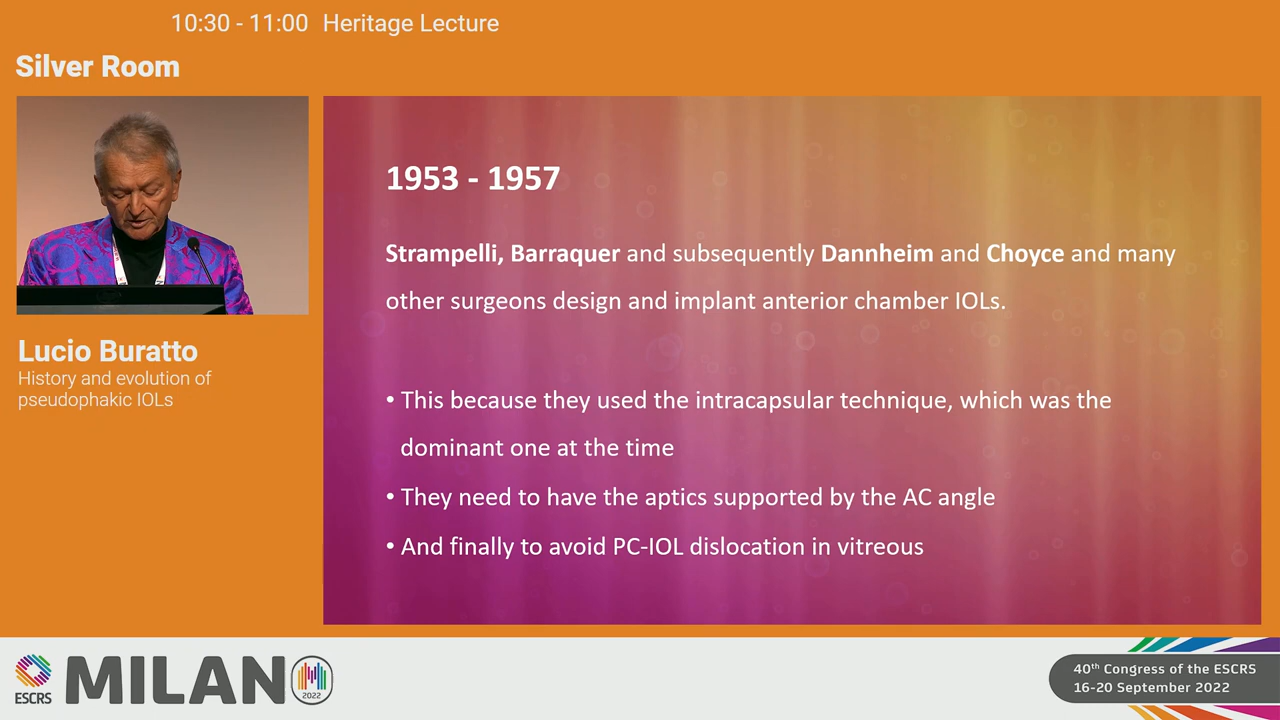 10:30 - 11:00 Heritage Lecture
Silver Room
Lucio Buratto
History and evolution of
pseudophakic IOLs
1953 - 1957
Strampelli, Barraquer and subsequently Dannheim and Choyce and many
other surgeons design and implant anterior chamber IOLs.
• This because they used the intracapsular technique, which was the
dominant one at the time
• They need to have the aptics supported by the AC angle
• And finally to avoid PC-IOL dislocation in vitreous
ESCRS
MILANO
2022
40th Congress of the ESCRS
16-20 September 2022